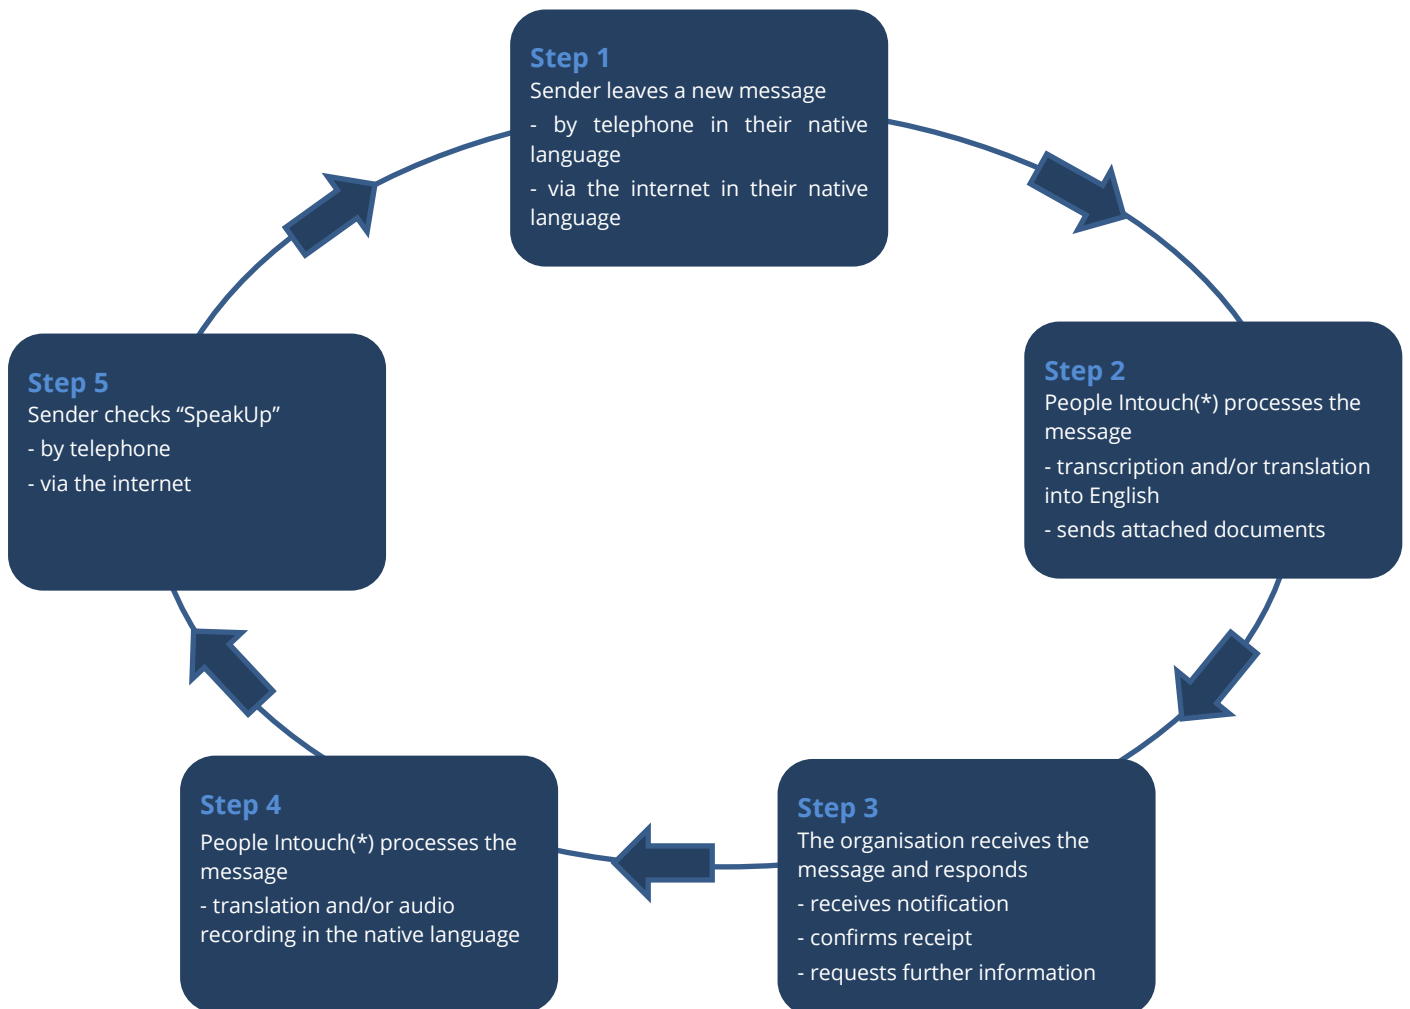 Step 1
Sender leaves a new message
- by telephone in their native
language
- via the internet in their native
language
Step 2
People Intouch(*) processes the
message
- transcription and/or translation
into English
- sends attached documents
Step 3
The organisation receives the
message and responds
- receives notification
- confirms receipt
- requests further information
Step 4
People Intouch(*) processes the
message
- translation and/or audio
recording in the native language
Step 5
Sender checks “SpeakUp”
- by telephone
- via the internet